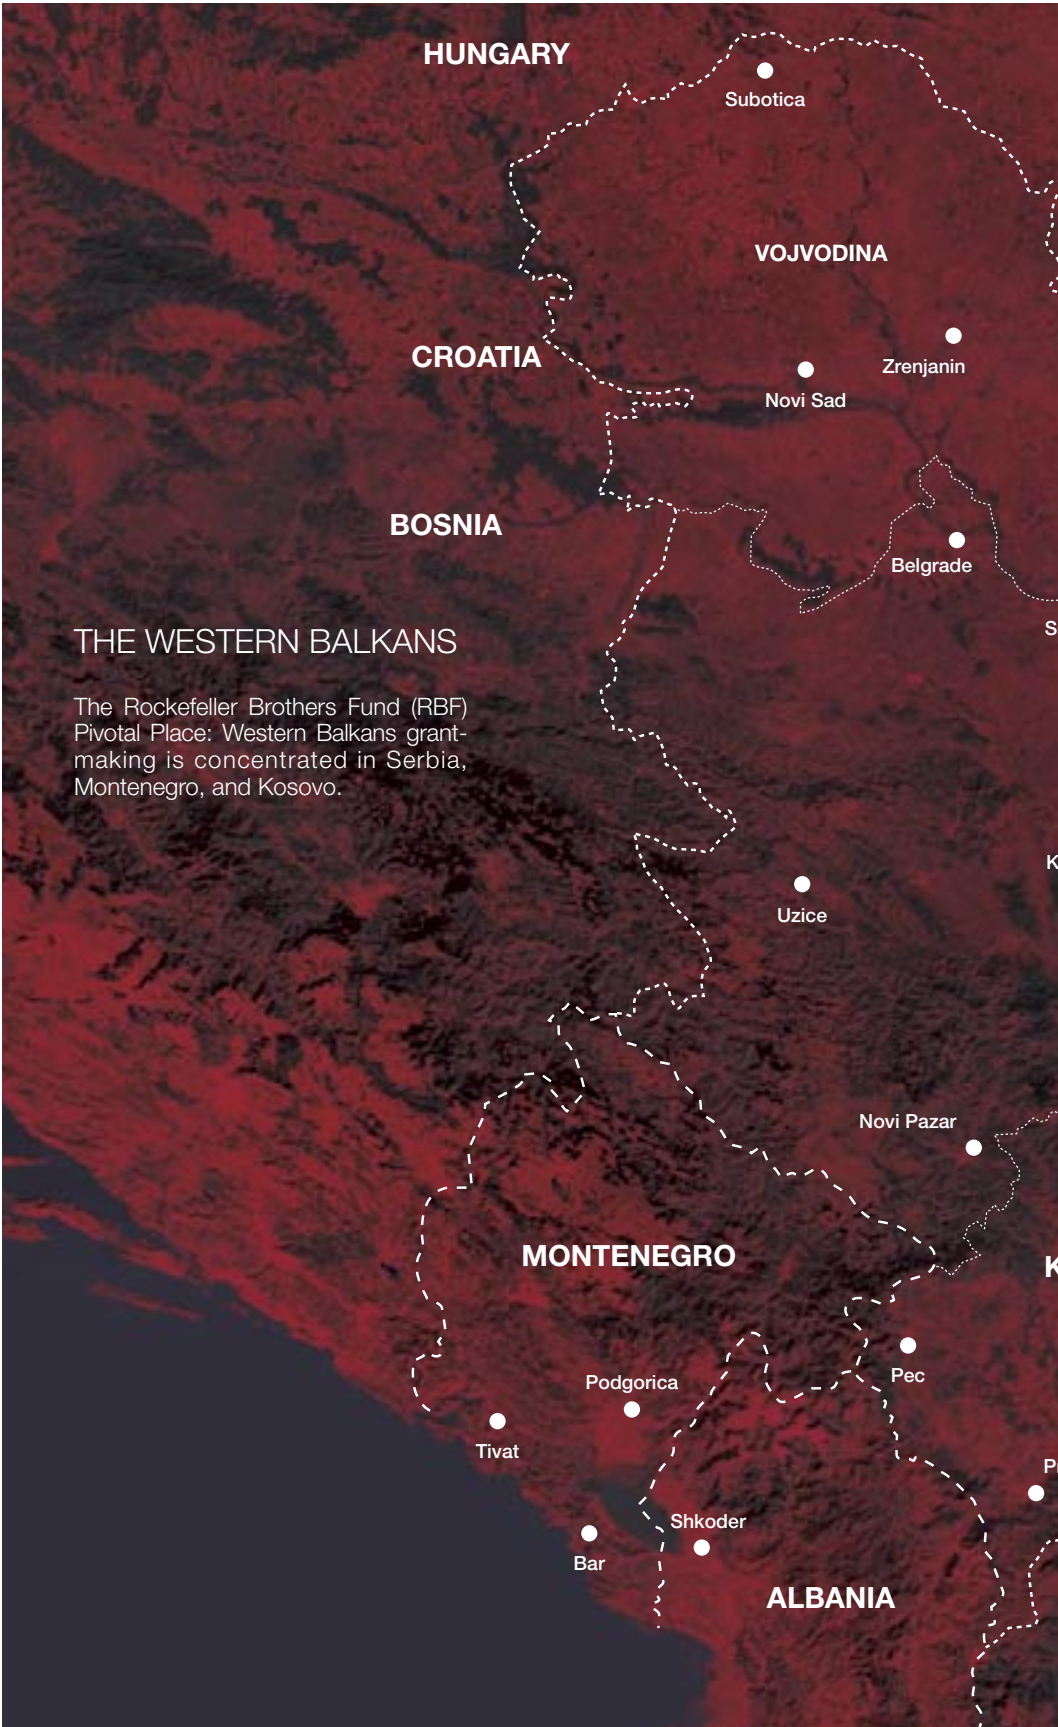 HUNGARY
Subotica
VOJVODINA
Zrenjanin
CROATIA
Novi Sad
BOSNIA
Belgrade
S
THE WESTERN BALKANS
The Rockefeller Brothers Fund (RBF)
Pivotal Place: Western Balkans grant-
making is concentrated in Serbia,
Montenegro, and Kosovo.
K
Uzice
Novi Pazar
MONTENEGRO
K
Pec
Podgorica
Tivat
P
Shkoder
Bar
ALBANIA